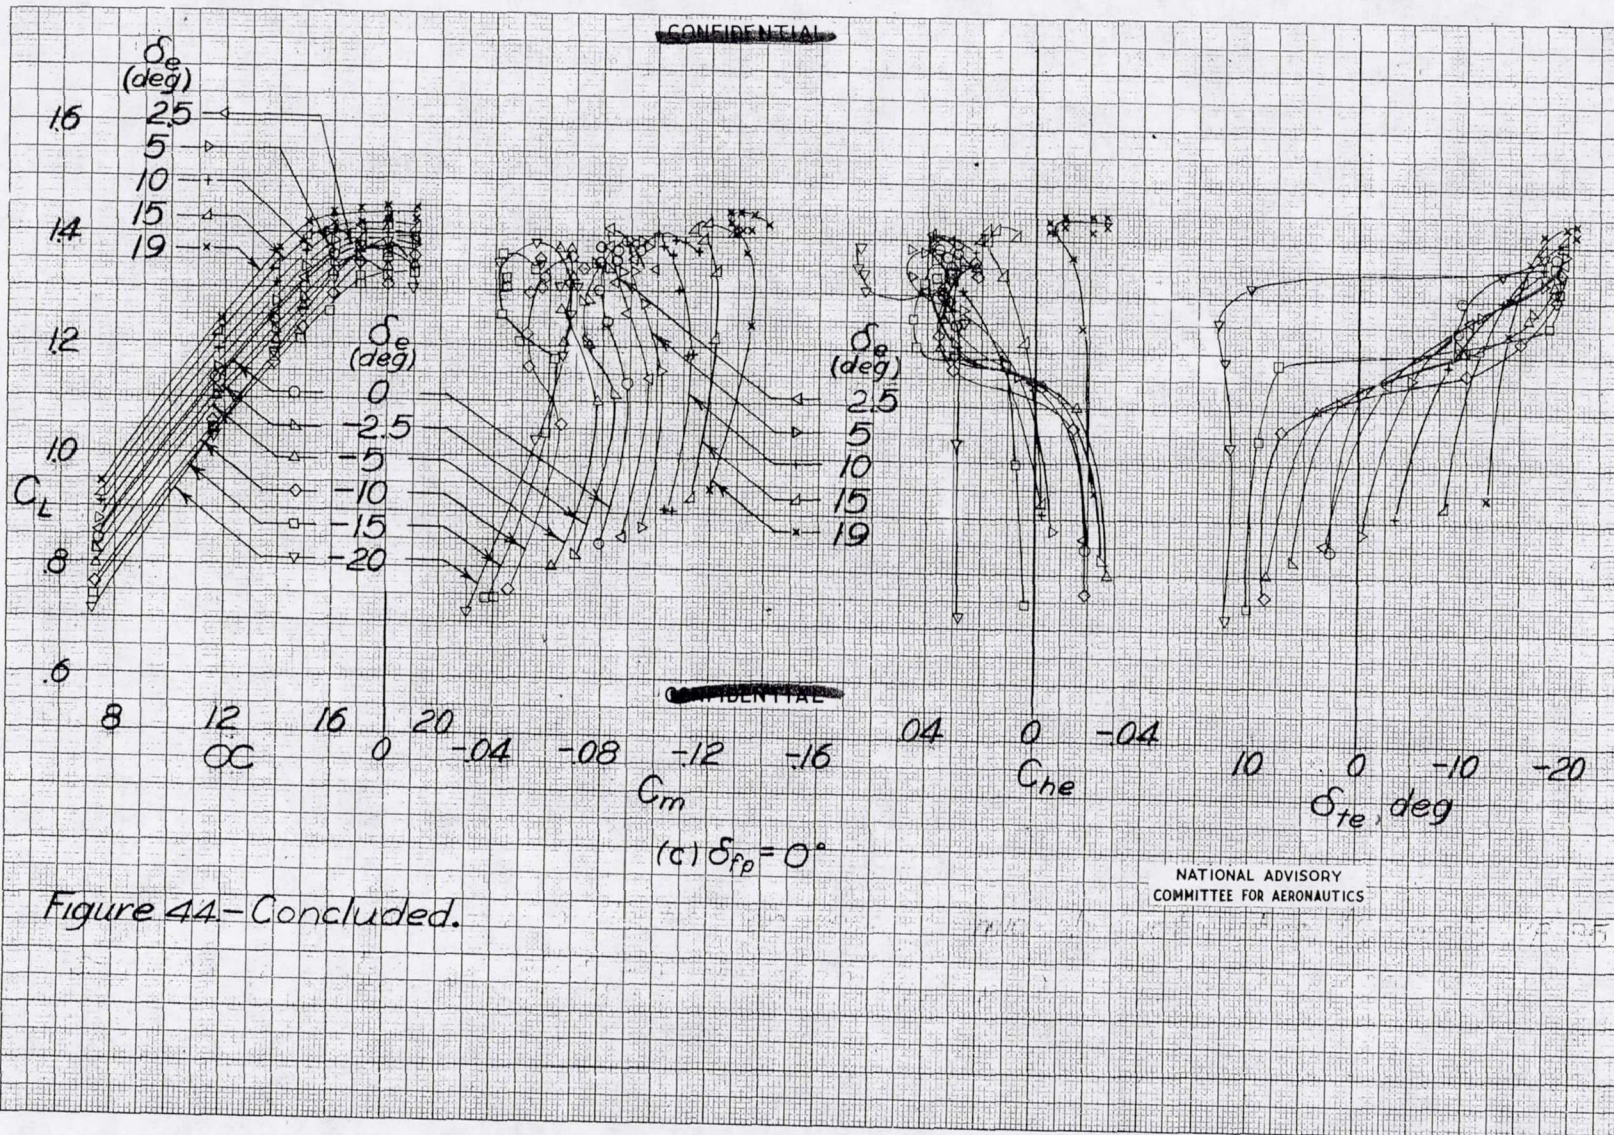 CONFIDENTIAL
δe
(deg)
2.5
5
10
15
19
1.6
1.4
1.2
1.0
CL
.8
.6
δe
(deg)
0
-2.5
-5
-10
-15
-20
δe
(deg)
2.5
5
10
15
19
CONFIDENTIAL
8 12 16 20
α
0 -.04 -.08 -.12 -.16
Cm
.04 0 -.04
Che
10 0 -10 -20
δte, deg
(c) δfp = 0°
NATIONAL ADVISORY
COMMITTEE FOR AERONAUTICS
Figure 44.- Concluded.